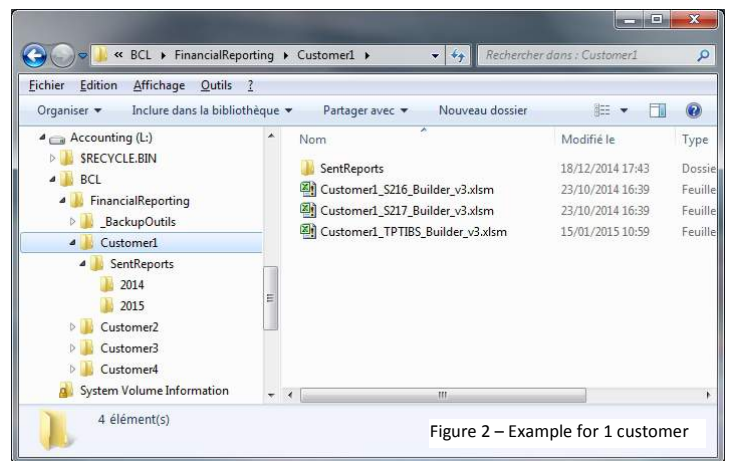 « BCL ▸ FinancialReporting ▸ Customer1 ▸ Rechercher dans : Customer1
Fichier Edition Affichage Outils ?
Organiser ▾ Inclure dans la bibliothèque ▾ Partager avec ▾ Nouveau dossier
Accounting (L:)
$RECYCLE.BIN
BCL
FinancialReporting
_BackupOutils
Customer1
SentReports
2014
2015
Customer2
Customer3
Customer4
System Volume Information
Nom Modifié le Type
SentReports 18/12/2014 17:43 Dossie
Customer1_S216_Builder_v3.xlsm 23/10/2014 16:39 Feuille
Customer1_S217_Builder_v3.xlsm 23/10/2014 16:39 Feuille
Customer1_TPTIBS_Builder_v3.xlsm 15/01/2015 10:59 Feuille
4 élément(s)
Figure 2 – Example for 1 customer